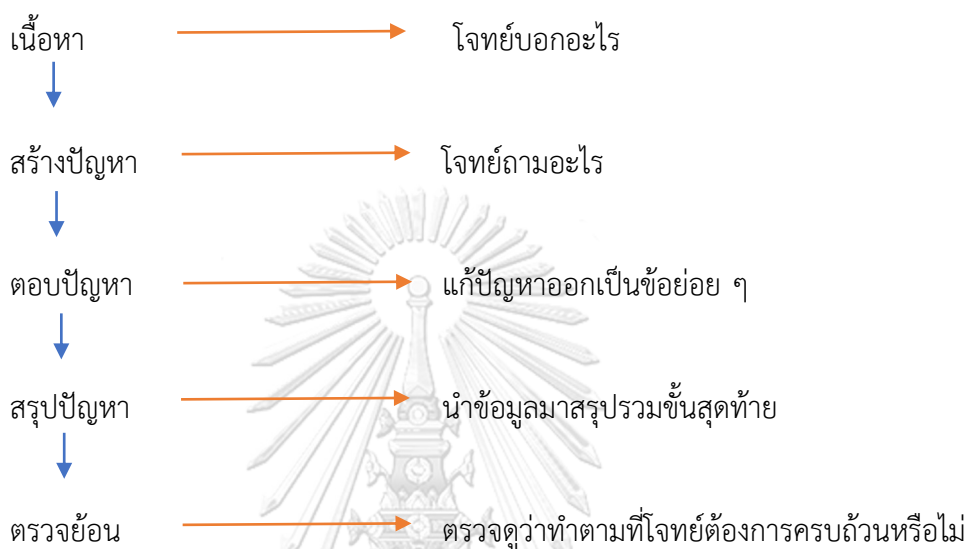 เนื้อหา โจทย์บอกอะไร
สร้างปัญหา โจทย์ถามอะไร
ตอบปัญหา แก้ปัญหาออกเป็นข้อย่อย ๆ
สรุปปัญหา นำข้อมูลมาสรุปรวมขั้นสุดท้าย
ตรวจย้อน ตรวจดูว่าทำตามที่โจทย์ต้องการครบถ้วนหรือไม่